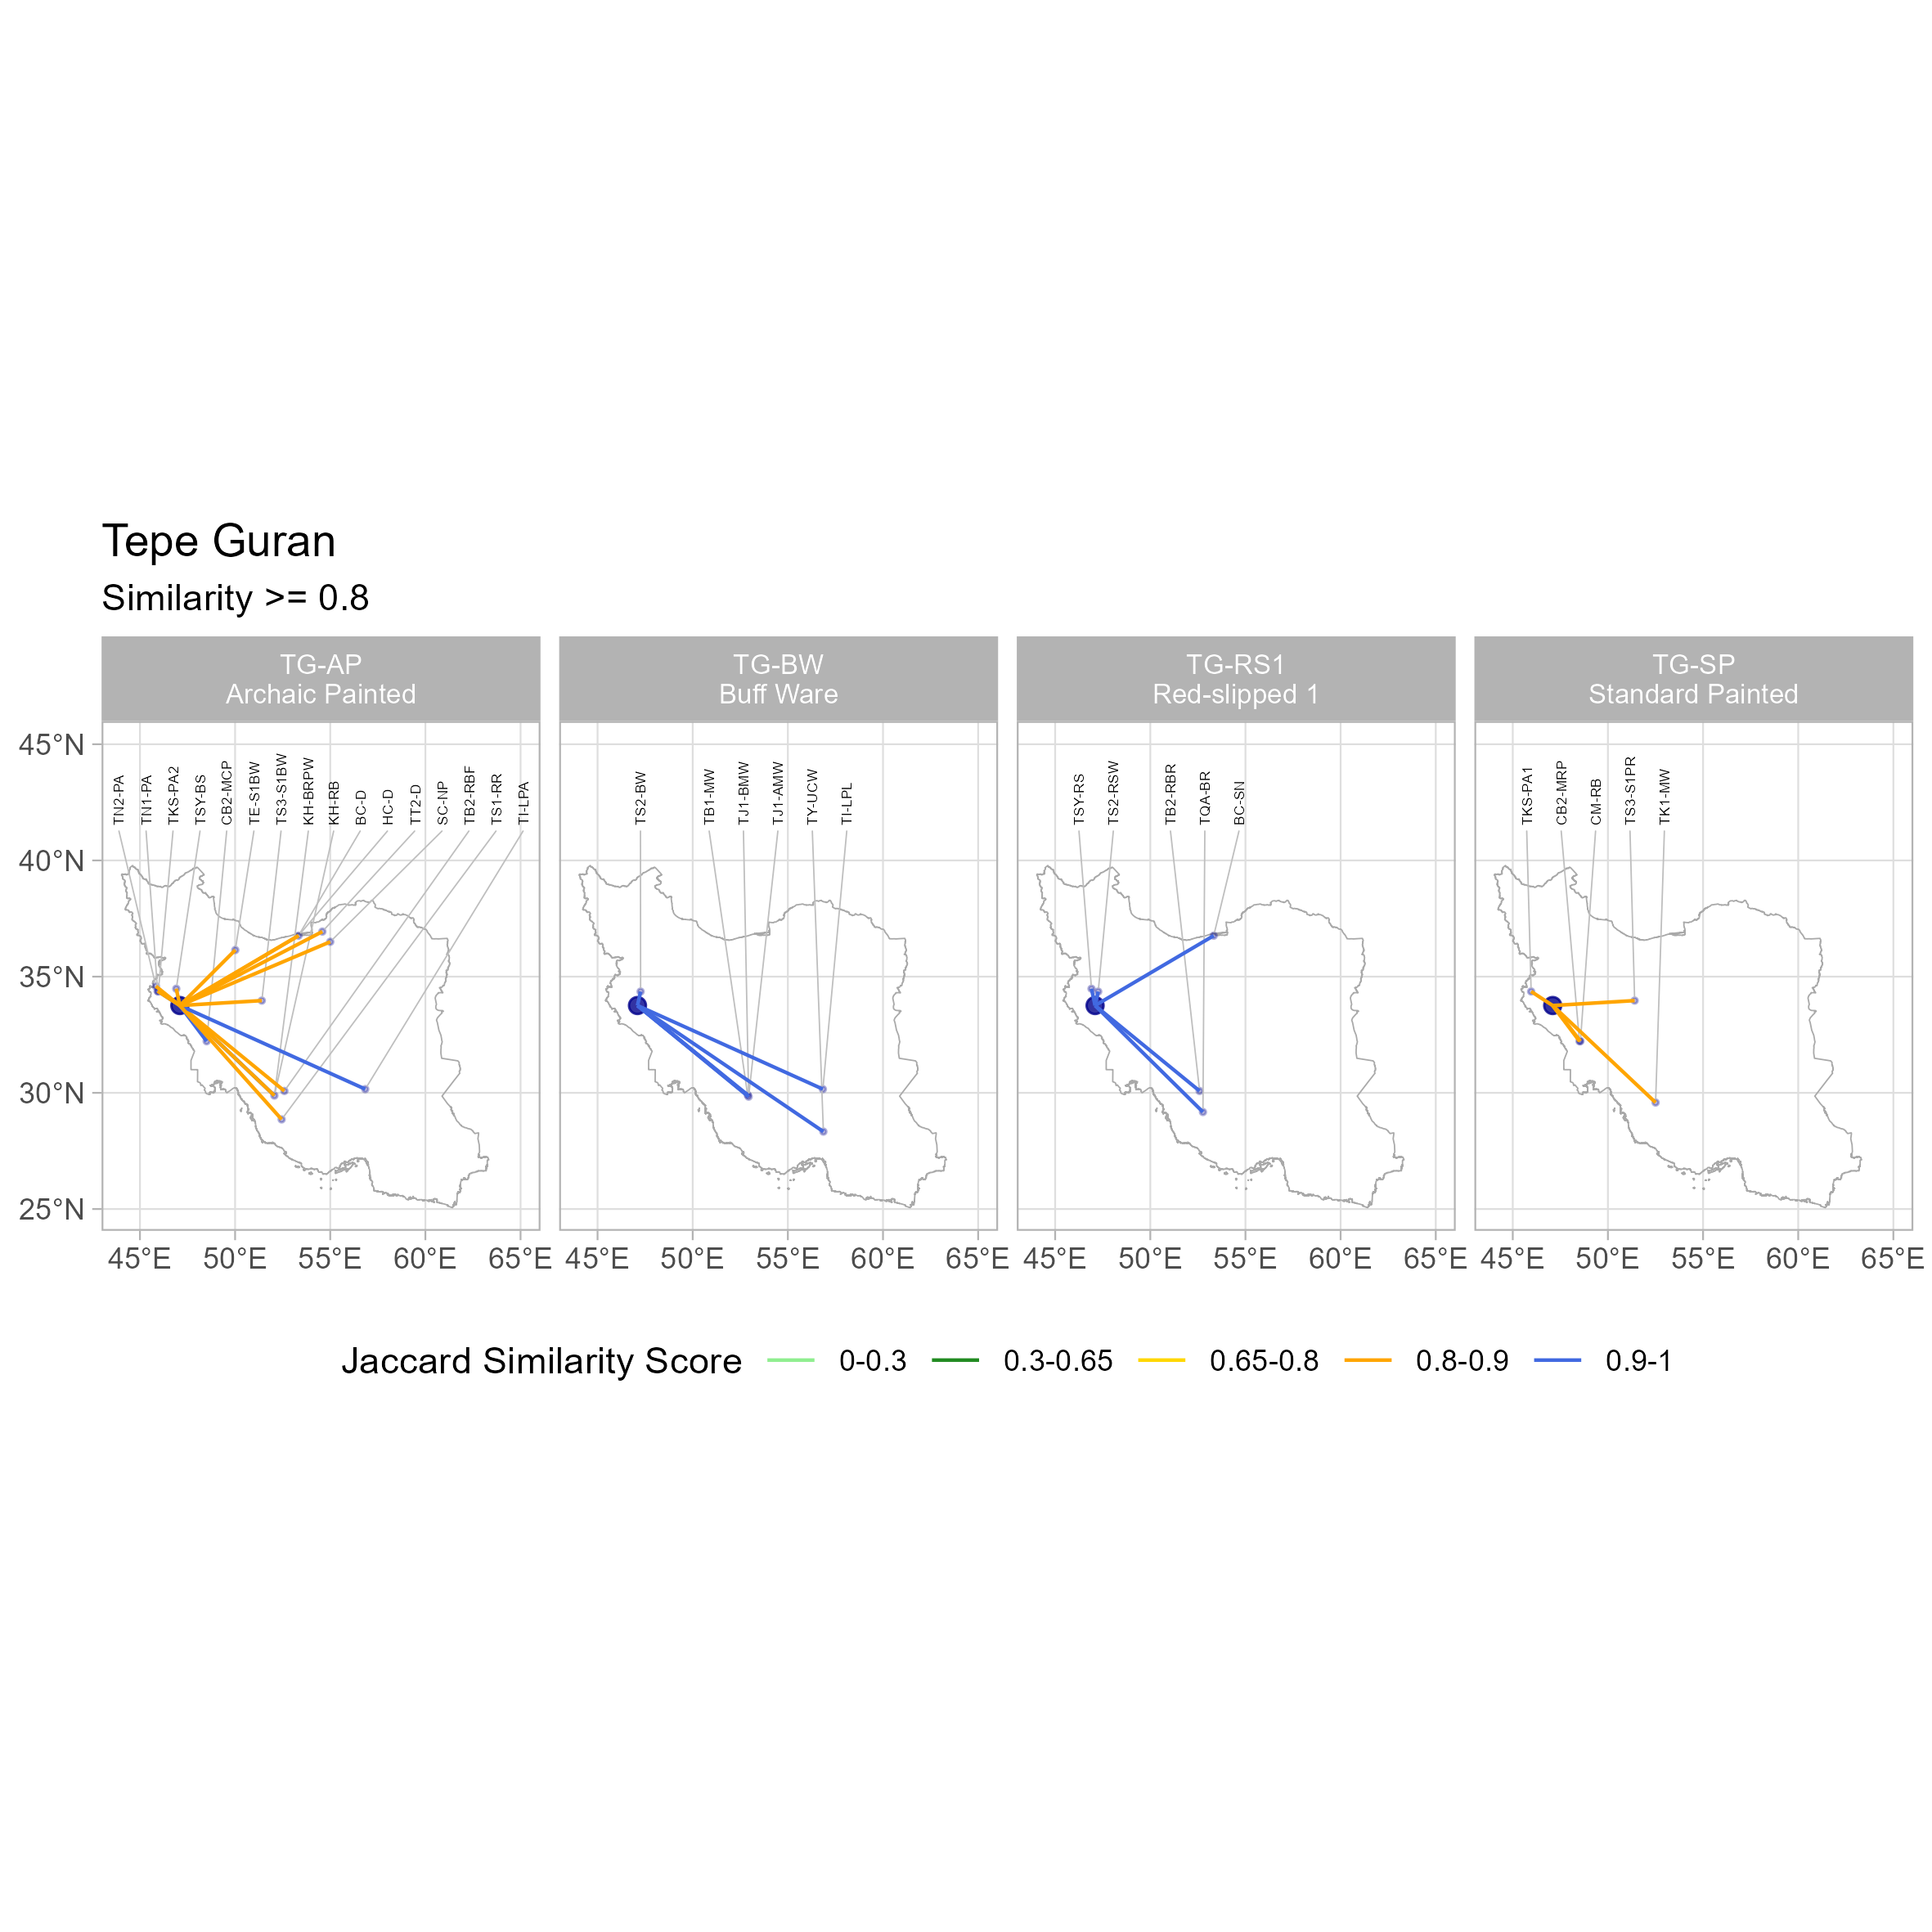 Tepe Guran
Similarity >= 0.8
TG-AP
Archaic Painted
TG-BW
Buff Ware
TG-RS1
Red-slipped 1
TG-SP
Standard Painted
45°N
40°N
35°N
30°N
25°N
TN2-PA
TN1-PA
TKS-PA2
TSY-BS
CB2-MCP
TE-S1BW
TS3-S1BW
KH-BRPW
KH-RB
BC-D
HC-D
TT2-D
SC-NP
TB2-RBF
TS1-RR
TI-LPA
TS2-BW
TB1-MW
TJ1-BMW
TJ1-AMW
TY-UCW
TI-LPL
TSY-RS
TS2-RSW
TB2-RBR
TQA-BR
BC-SN
TKS-PA1
CB2-MRP
CM-RB
TS3-S1PR
TK1-MW
45°E 50°E 55°E 60°E 65°E 45°E 50°E 55°E 60°E 65°E 45°E 50°E 55°E 60°E 65°E 45°E 50°E 55°E 60°E 65°E
Jaccard Similarity Score 0-0.3 0.3-0.65 0.65-0.8 0.8-0.9 0.9-1